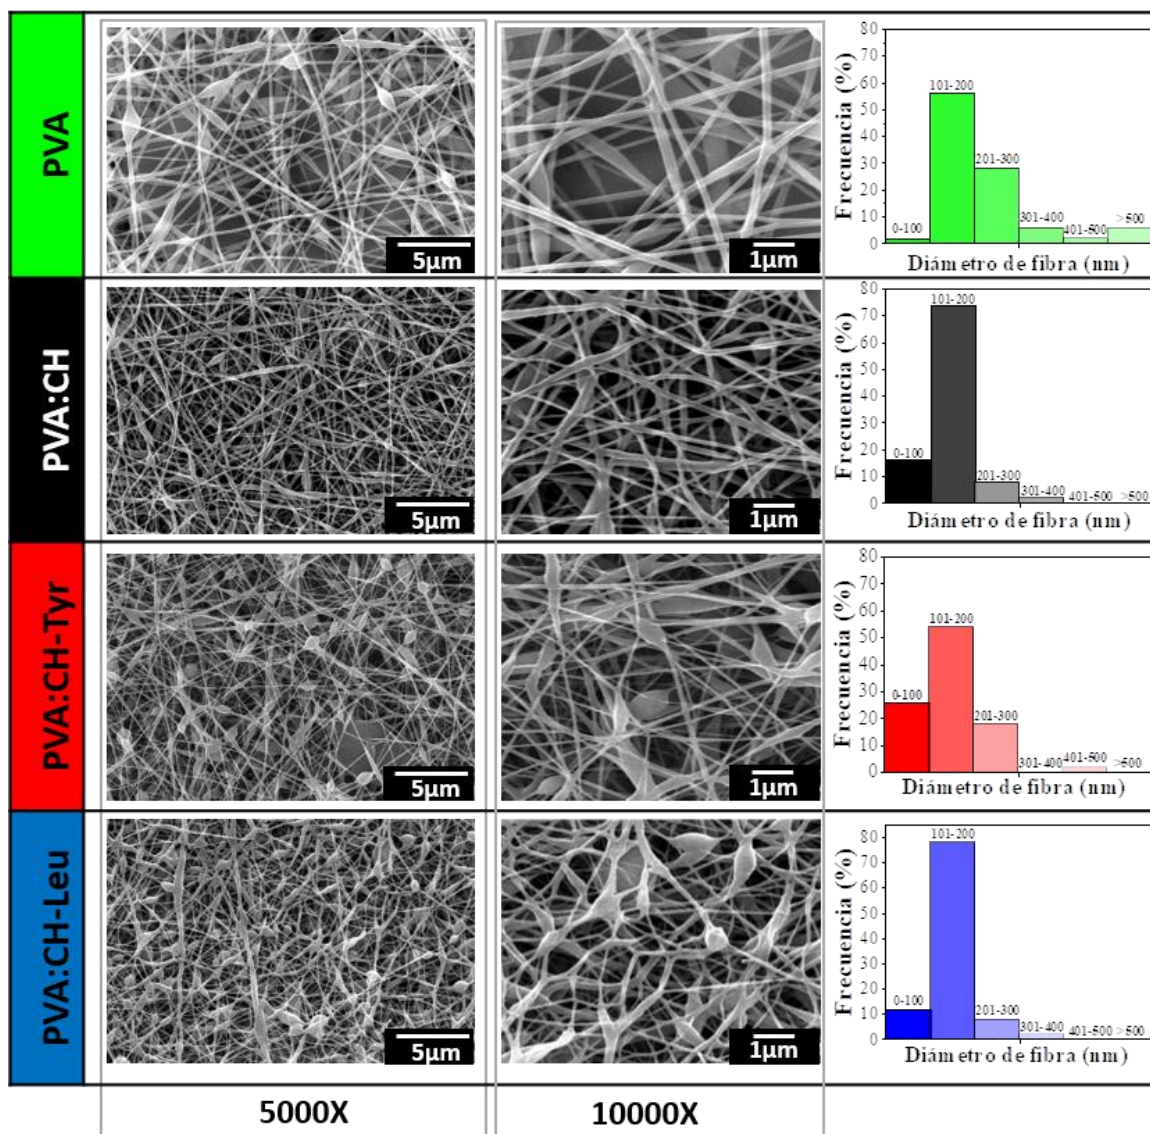 PVA
5µm
1µm
Frecuencia (%)
80
70
60
50
40
30
20
10
0
0-100
101-200
201-300
301-400
401-500
>500
Diámetro de fibra (nm)
PVA:CH
5µm
1µm
Frecuencia (%)
80
70
60
50
40
30
20
10
0
0-100
101-200
201-300
301-400
401-500
>500
Diámetro de fibra (nm)
PVA:CH-Tyr
5µm
1µm
Frecuencia (%)
80
70
60
50
40
30
20
10
0
0-100
101-200
201-300
301-400
401-500
>500
Diámetro de fibra (nm)
PVA:CH-Leu
5µm
1µm
Frecuencia (%)
80
70
60
50
40
30
20
10
0
0-100
101-200
201-300
301-400
401-500
>500
Diámetro de fibra (nm)
5000X
10000X